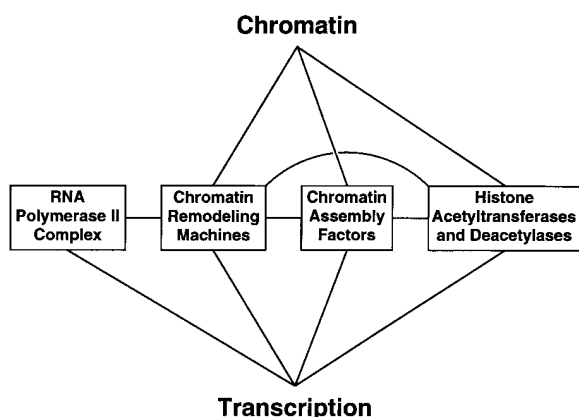 Chromatin
RNA
Polymerase II
Complex
Chromatin
Remodeling
Machines
Chromatin
Assembly
Factors
Histone
Acetyltransferases
and Deacetylases
Transcription